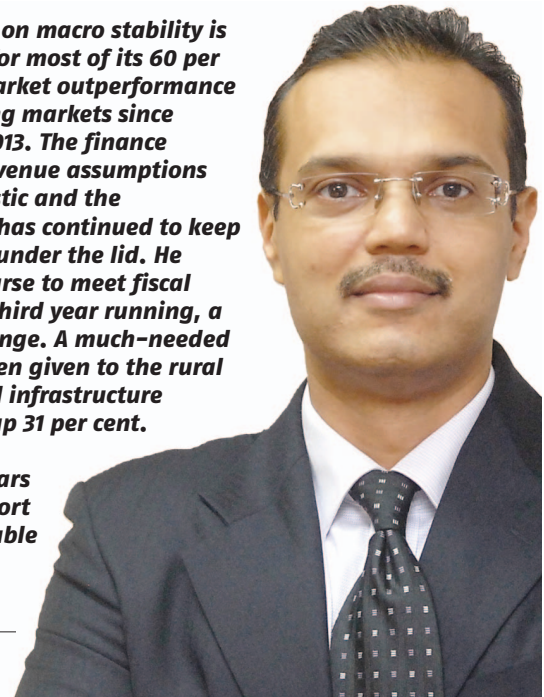 on macro stability is
or most of its 60 per
arket outperformance
g markets since
013. The finance
venue assumptions
stic and the
has continued to keep
under the lid. He
rse to meet fiscal
hird year running, a
nge. A much-needed
en given to the rural
l infrastructure
up 31 per cent.
ars
ort
ble